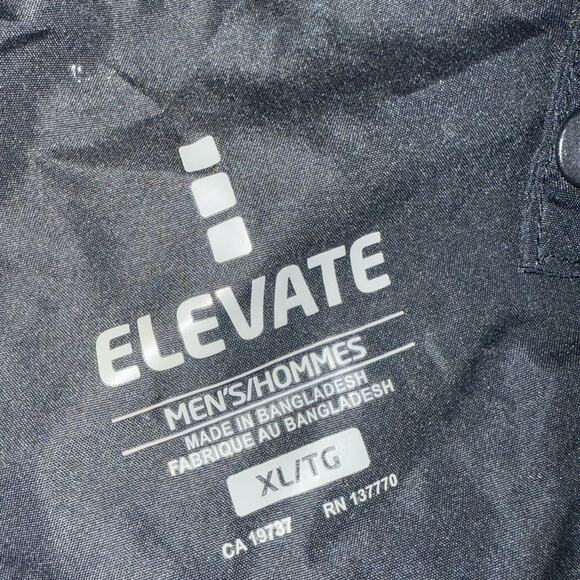 ELEVATE
MEN'S/HOMMES
MADE IN BANGLADESH
FABRIQUE AU BANGLADESH
XL/TG
CA 19737 RN 137770